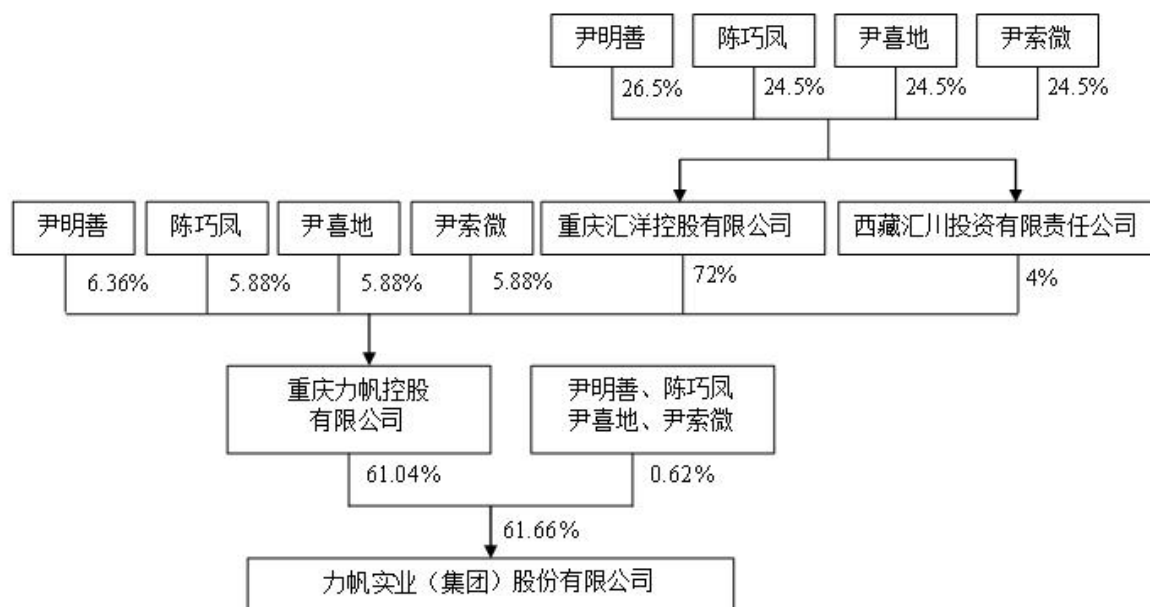 尹明善
陈巧凤
尹喜地
尹索微
26.5%
24.5%
24.5%
24.5%
尹明善
陈巧凤
尹喜地
尹索微
重庆汇洋控股有限公司
西藏汇川投资有限责任公司
6.36%
5.88%
5.88%
5.88%
72%
4%
重庆力帆控股
有限公司
尹明善、陈巧凤
尹喜地、尹索微
61.04%
0.62%
61.66%
力帆实业（集团）股份有限公司